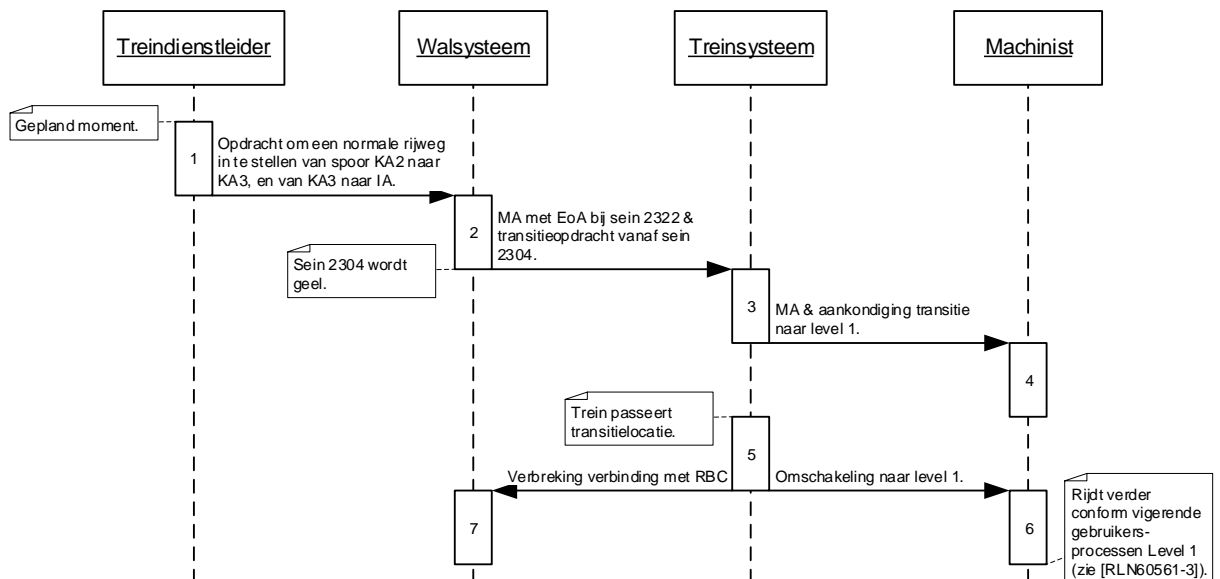 Treindienstleider
Walsysteem
Treinsysteem
Machinist
Gepland moment.
1
Opdracht om een normale rijweg
in te stellen van spoor KA2 naar
KA3, en van KA3 naar IA.
2
MA met EoA bij sein 2322 &
transitieopdracht vanaf sein
2304.
Sein 2304 wordt
geel.
3
MA & aankondiging transitie
naar level 1.
4
Trein passeert
transitielocatie.
5
Verbreking verbinding met RBC
Omschakeling naar level 1.
7
6
Rijdt verder
conform vigerende
gebruikers-
processen Level 1
(zie [RLN60561-3]).